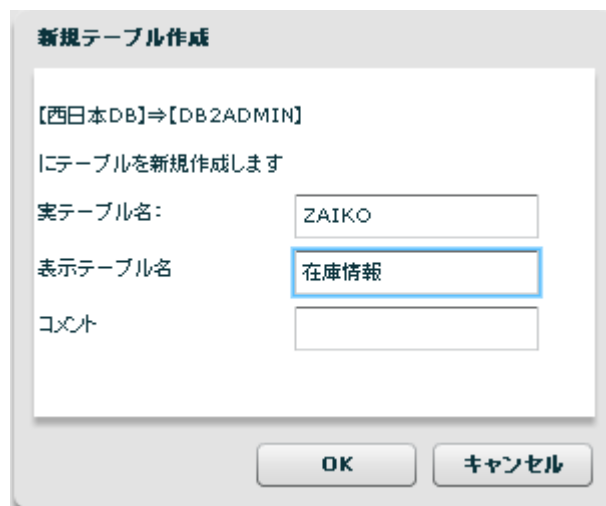 新規テーブル作成
【西日本DB】⇒【DB2ADMIN】
にテーブルを新規作成します
実テーブル名: ZAIKO
表示テーブル名 在庫情報
コメント
OK キャンセル